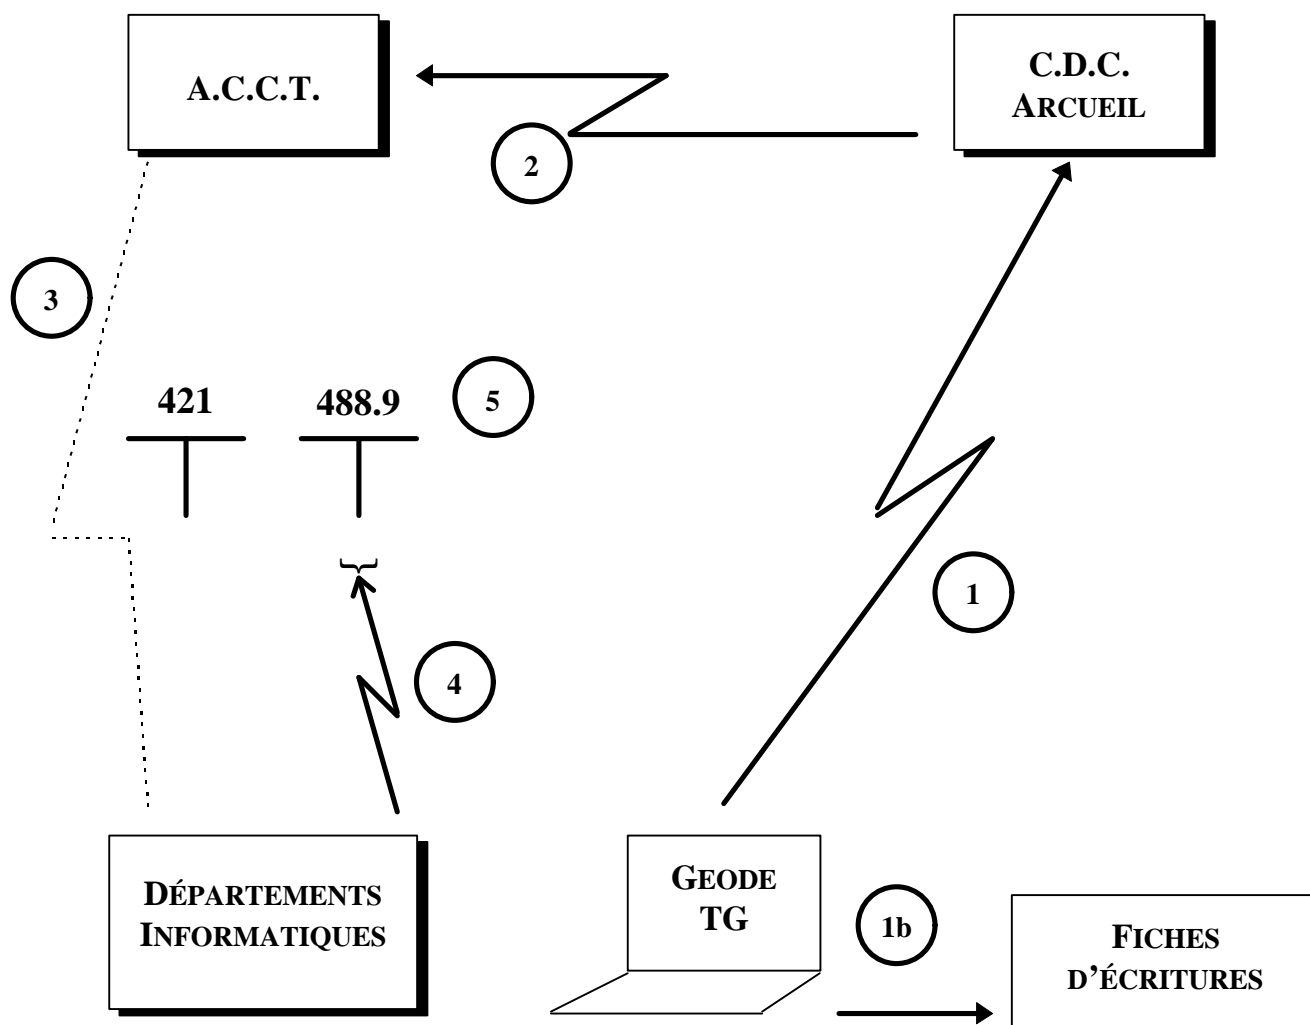 A.C.C.T.
C.D.C.
ARCUEIL
2
3
421
488.9
5
1
4
DÉPARTEMENTS
INFORMATIQUES
GEODE
TG
1b
FICHES
D'ÉCRITURES